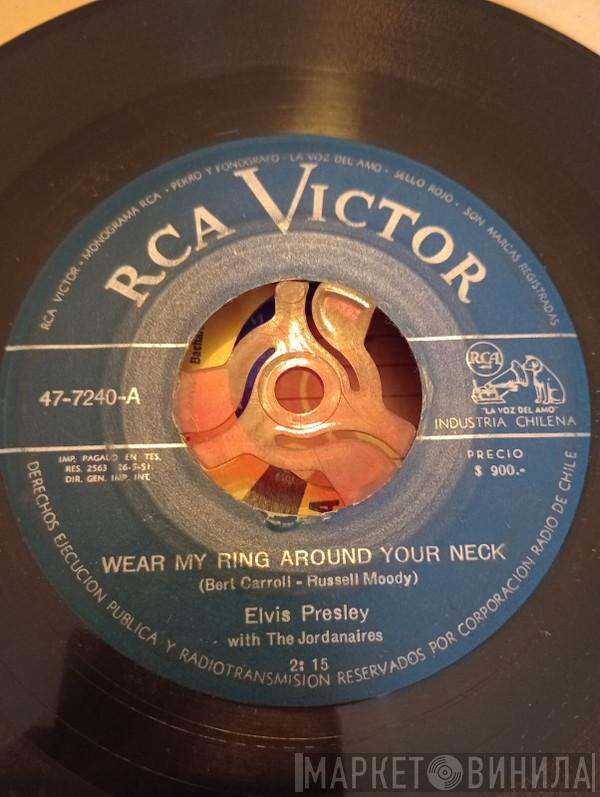 RCA VICTOR - MONOGRAMA RCA - PERRO Y FONOGRAFO - LA VOZ DEL AMO - SELLO ROJO - SON MARCAS REGISTRADAS
RCA VICTOR
RCA
"LA VOZ DEL AMO"
INDUSTRIA CHILENA
47-7240-A
IMP. PAGADO EN TES.
RES. 2563 26-5-51.
DIR. GEN. IMP. INT.
PRECIO
$ 900.-
WEAR MY RING AROUND YOUR NECK
(Bert Carroll - Russell Moody)
Elvis Presley
with The Jordanaires
2: 15
DERECHOS EJECUCION PUBLICA Y RADIOTRANSMISION RESERVADOS POR CORPORACION RADIO DE CHILE
МАРКЕТ ВИНИЛА